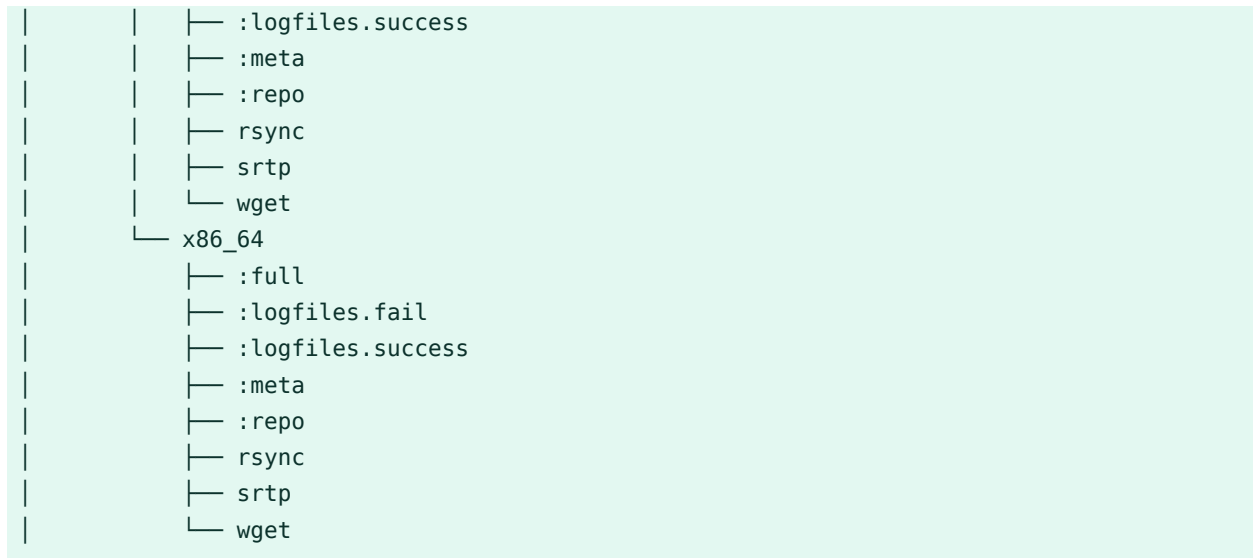 │       │   ├── :logfiles.success
│       │   ├── :meta
│       │   ├── :repo
│       │   ├── rsync
│       │   ├── srtp
│       │   └── wget
│       └── x86_64
│           ├── :full
│           ├── :logfiles.fail
│           ├── :logfiles.success
│           ├── :meta
│           ├── :repo
│           ├── rsync
│           ├── srtp
│           └── wget